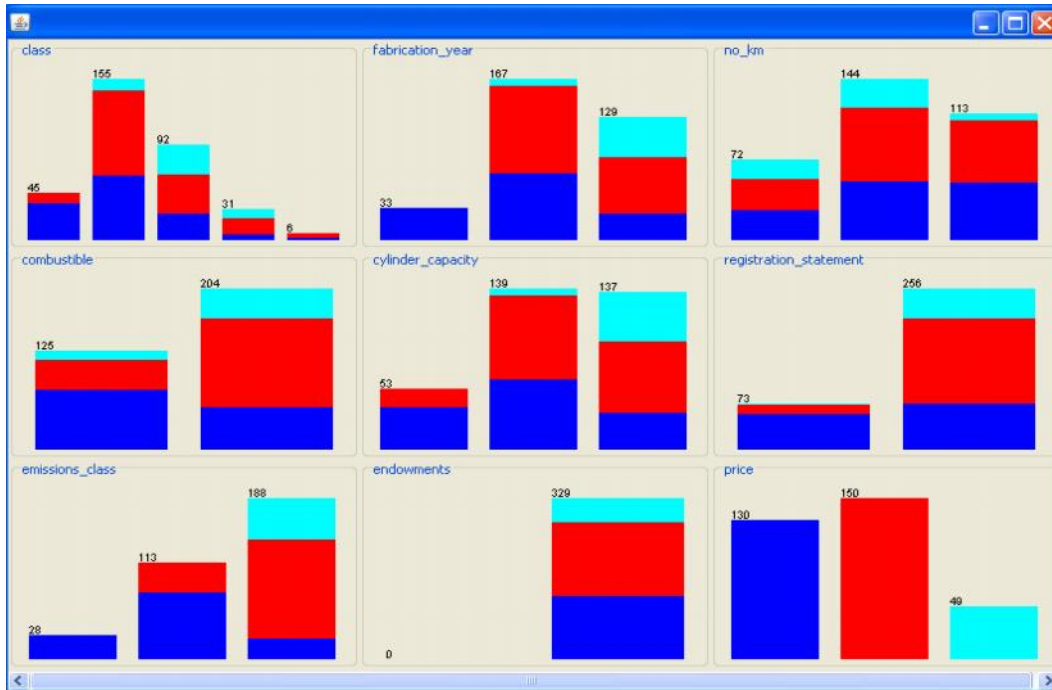 class
45
155
92
31
6
fabrication_year
33
167
129
no_km
72
144
113
combustible
125
204
cylinder_capacity
53
139
137
registration_statement
73
256
emissions_class
28
113
188
endowments
0
329
price
130
150
49